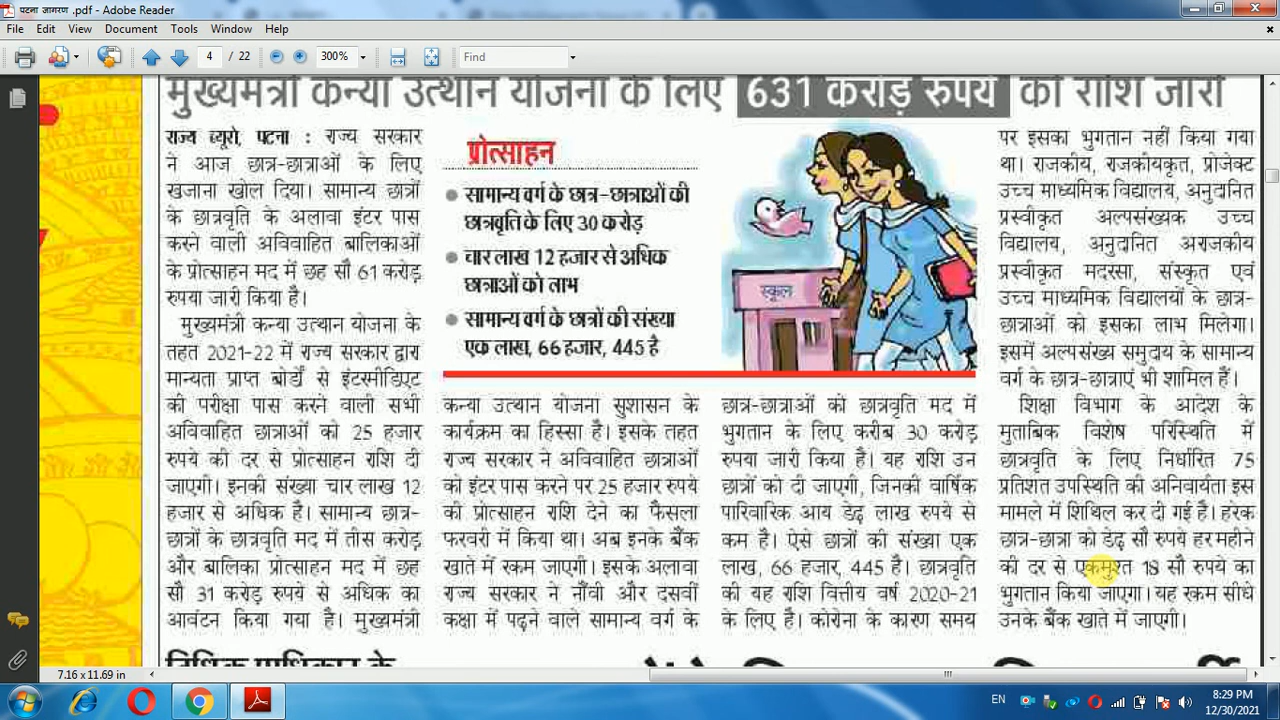 पटना जागरण .pdf - Adobe Reader
File Edit View Document Tools Window Help
4 / 22 300% Find
मुख्यमंत्री कन्या उत्थान योजना के लिए 631 करोड़ रुपये की राशि जारी
राज्य ब्यूरो, पटना : राज्य सरकार
ने आज छात्र-छात्राओं के लिए
खजाना खोल दिया। सामान्य छात्रों
के छात्रवृति के अलावा इंटर पास
करने वाली अविवाहित बालिकाओं
के प्रोत्साहन मद में छह सौ 61 करोड़
रुपया जारी किया है।
मुख्यमंत्री कन्या उत्थान योजना के
तहत 2021-22 में राज्य सरकार द्वारा
मान्यता प्राप्त बोर्डों से इंटरमीडिएट
की परीक्षा पास करने वाली सभी
अविवाहित छात्राओं को 25 हजार
रुपये की दर से प्रोत्साहन राशि दी
जाएगी। इनकी संख्या चार लाख 12
हजार से अधिक है। सामान्य छात्र-
छात्रों के छात्रवृति मद में तीस करोड़
और बालिका प्रोत्साहन मद में छह
सौ 31 करोड़ रुपये से अधिक का
आवंटन किया गया है। मुख्यमंत्री
प्रोत्साहन
सामान्य वर्ग के छात्र-छात्राओं की
छात्रवृति के लिए 30 करोड़
चार लाख 12 हजार से अधिक
छात्राओं को लाभ
सामान्य वर्ग के छात्रों की संख्या
एक लाख, 66 हजार, 445 है
स्कूल
कन्या उत्थान योजना सुशासन के
कार्यक्रम का हिस्सा है। इसके तहत
राज्य सरकार ने अविवाहित छात्राओं
को इंटर पास करने पर 25 हजार रुपये
की प्रोत्साहन राशि देने का फैसला
फरवरी में किया था। अब इनके बैंक
खाते में रकम जाएगी। इसके अलावा
राज्य सरकार ने नौंवी और दसवीं
कक्षा में पढ़ने वाले सामान्य वर्ग के
छात्र-छात्राओं को छात्रवृति मद में
भुगतान के लिए करीब 30 करोड़
रुपया जारी किया है। यह राशि उन
छात्रों को दी जाएगी, जिनकी वार्षिक
पारिवारिक आय डेढ़ लाख रुपये से
कम है। ऐसे छात्रों की संख्या एक
लाख, 66 हजार, 445 है। छात्रवृति
की यह राशि वित्तीय वर्ष 2020-21
के लिए है। कोरोना के कारण समय
पर इसका भुगतान नहीं किया गया
था। राजकीय, राजकीयकृत, प्रोजेक्ट
उच्च माध्यमिक विद्यालय, अनुदानित
प्रस्वीकृत अल्पसंख्यक उच्च
विद्यालय, अनुदानित अराजकीय
प्रस्वीकृत मदरसा, संस्कृत एवं
उच्च माध्यमिक विद्यालयों के छात्र-
छात्राओं को इसका लाभ मिलेगा।
इसमें अल्पसंख्य समुदाय के सामान्य
वर्ग के छात्र-छात्राएं भी शामिल हैं।
शिक्षा विभाग के आदेश के
मुताबिक विशेष परिस्थिति में
छात्रवृति के लिए निर्धारित 75
प्रतिशत उपस्थिति की अनिवार्यता इस
मामले में शिथिल कर दी गई है। हरेक
छात्र-छात्रा को डेढ़ सौ रुपये हर महीने
की दर से एकमुश्त 18 सौ रुपये का
भुगतान किया जाएगा। यह रकम सीधे
उनके बैंक खाते में जाएगी।
7.16 x 11.69 in
EN 8:29 PM
12/30/2021